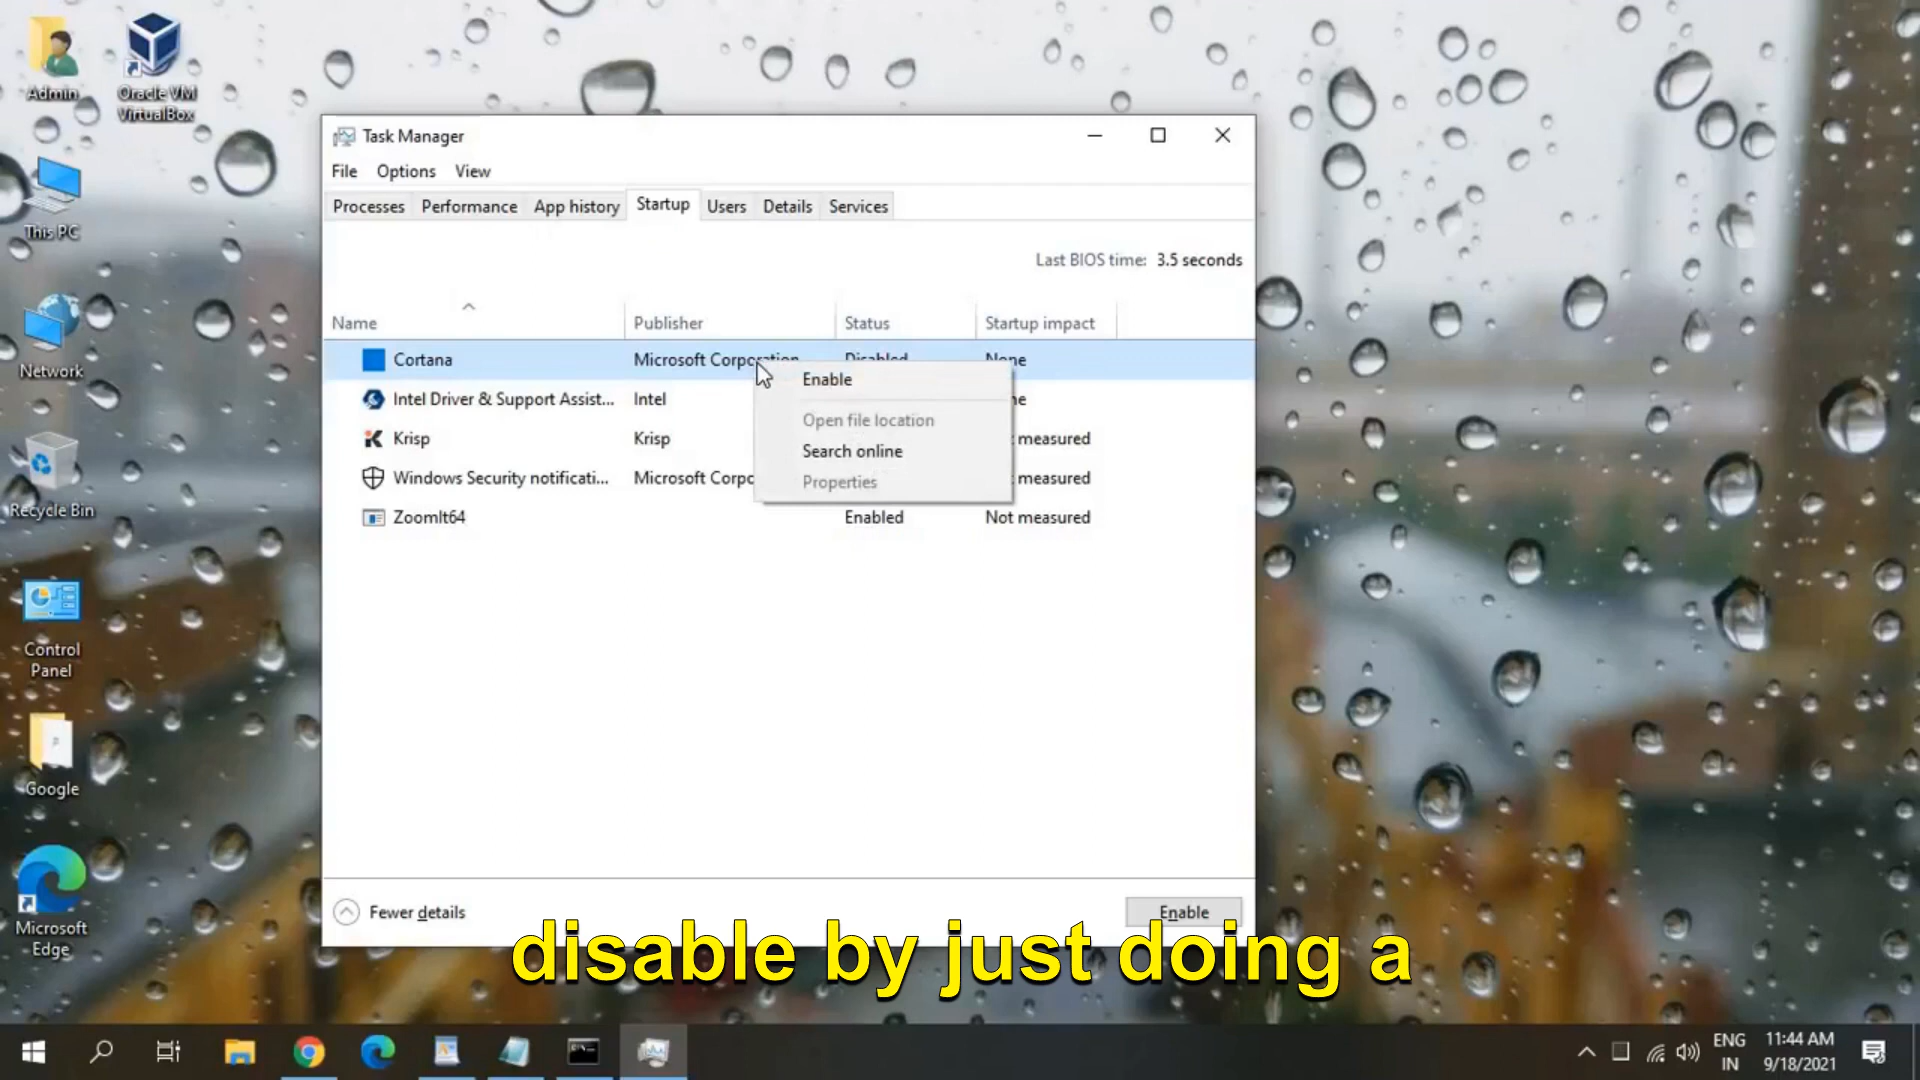 Admin
Oracle VM
VirtualBox
This PC
Network
Recycle Bin
Control
Panel
Google
Microsoft
Edge
Task Manager
File Options View
Processes Performance App history Startup Users Details Services
Last BIOS time: 3.5 seconds
Name Publisher Status Startup impact
Cortana Microsoft Corporation Disabled None
Intel Driver & Support Assist... Intel
Krisp Krisp measured
Windows Security notificati... Microsoft Corpo measured
ZoomIt64 Enabled Not measured
Enable
Open file location
Search online
Properties
Fewer details Enable
disable by just doing a
ENG
IN
11:44 AM
9/18/2021